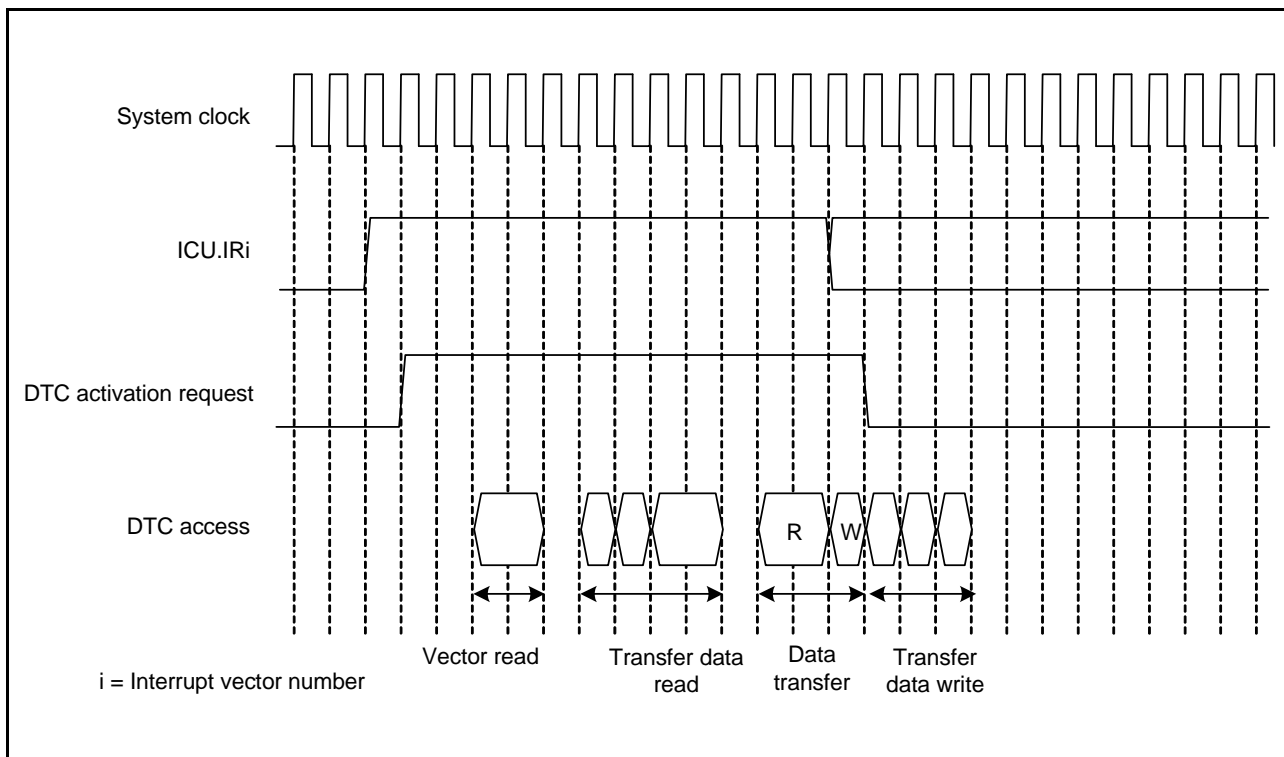 System clock
ICU.IRi
DTC activation request
DTC access
R
W
Vector read
Transfer data
read
Data
transfer
Transfer
data write
i = Interrupt vector number